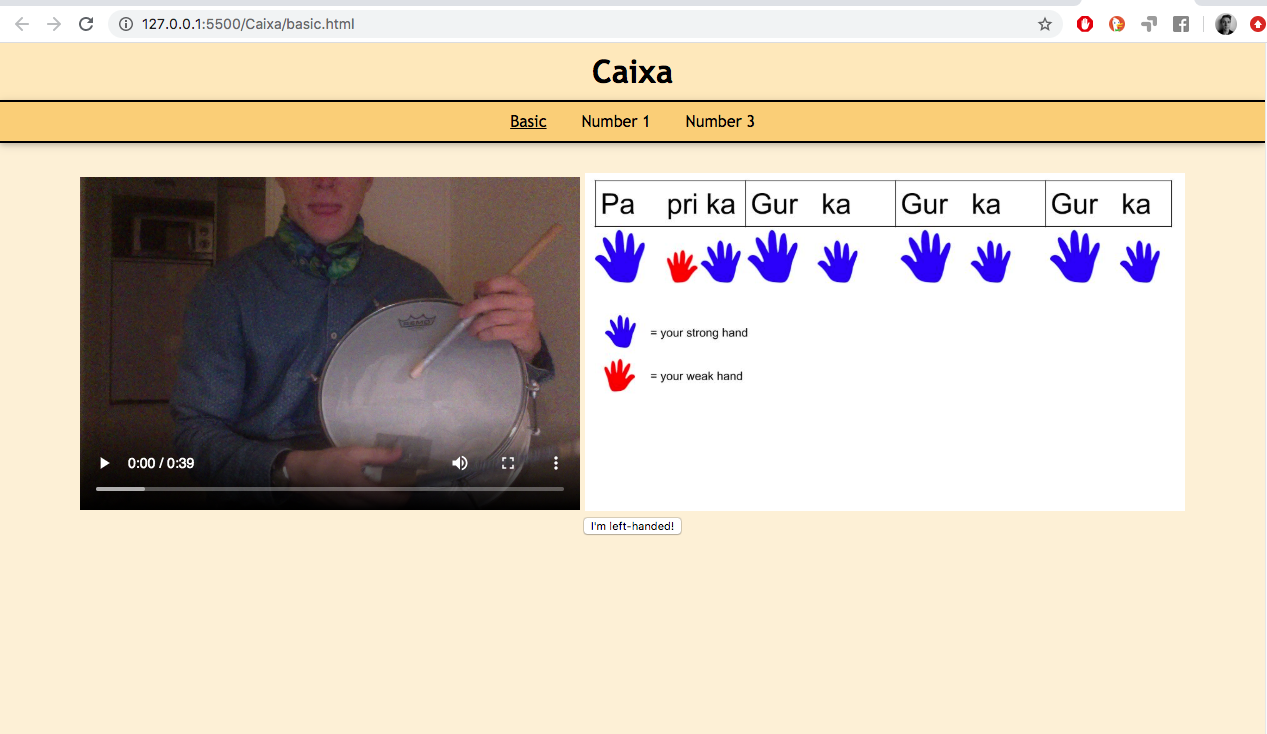 127.0.0.1:5500/Caixa/basic.html
Caixa
Basic Number 1 Number 3
Pa pri ka Gur ka Gur ka Gur ka
REMO
= your strong hand
= your weak hand
0:00 / 0:39
I'm left-handed!